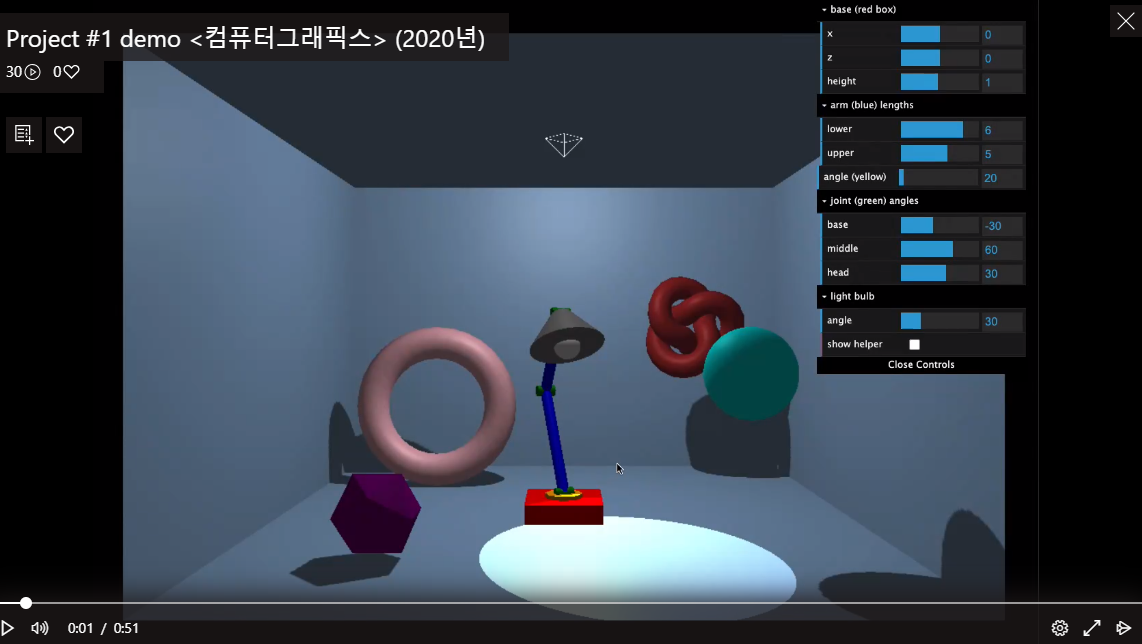 Project #1 demo <컴퓨터그래픽스> (2020년)
30 0
base (red box)
x 0
z 0
height 1
arm (blue) lengths
lower 6
upper 5
angle (yellow) 20
joint (green) angles
base -30
middle 60
head 30
light bulb
angle 30
show helper
Close Controls
0:01 / 0:51